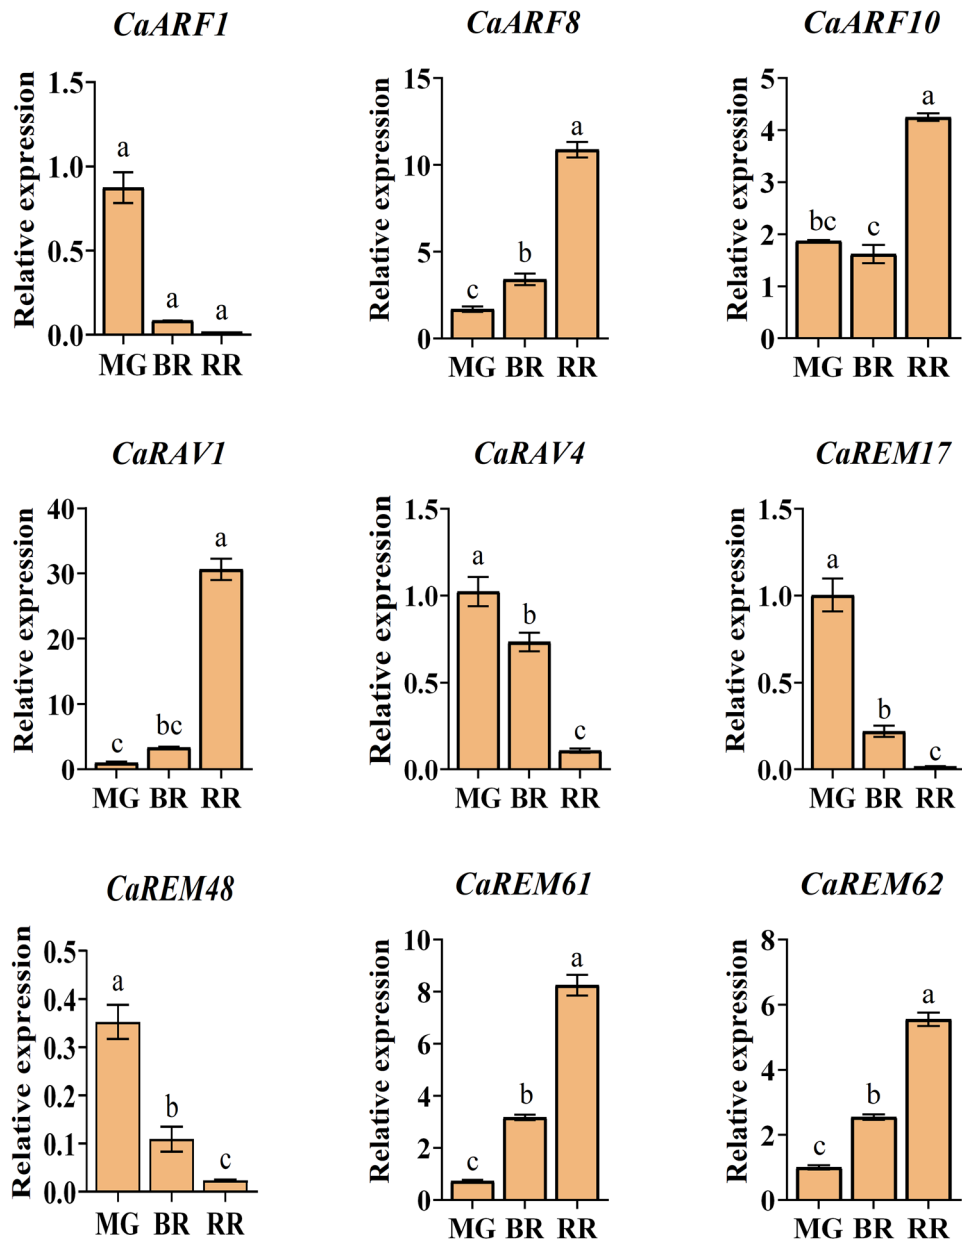 CaARF1
1.5
1.0
0.5
0.0
Relative expression
a
a
a
MG BR RR
CaARF8
15
10
5
0
Relative expression
c
b
a
MG BR RR
CaARF10
5
4
3
2
1
0
Relative expression
bc
c
a
MG BR RR
CaRAV1
40
30
20
10
0
Relative expression
c
bc
a
MG BR RR
CaRAV4
1.5
1.0
0.5
0.0
Relative expression
a
b
c
MG BR RR
CaREM17
1.5
1.0
0.5
0.0
Relative expression
a
b
c
MG BR RR
CaREM48
0.5
0.4
0.3
0.2
0.1
0.0
Relative expression
a
b
c
MG BR RR
CaREM61
10
8
6
4
2
0
Relative expression
c
b
a
MG BR RR
CaREM62
8
6
4
2
0
Relative expression
c
b
a
MG BR RR